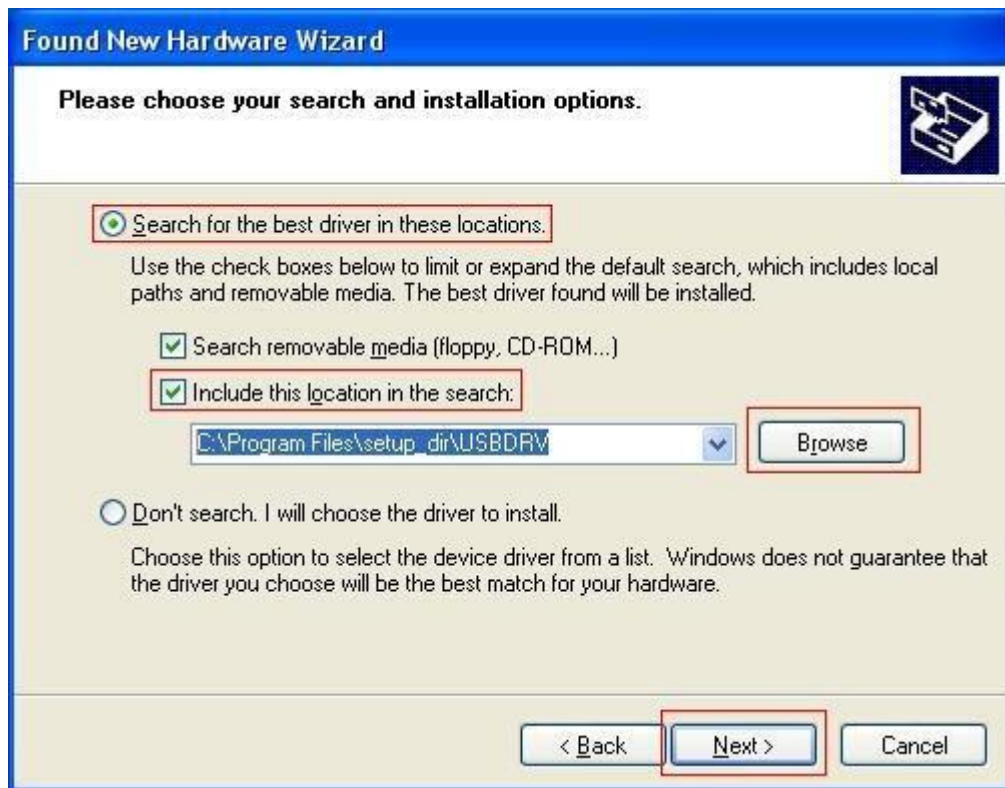 Found New Hardware Wizard
Please choose your search and installation options.
Search for the best driver in these locations.
Use the check boxes below to limit or expand the default search, which includes local
paths and removable media. The best driver found will be installed.
Search removable media (floppy, CD-ROM...)
Include this location in the search:
C:\Program Files\setup_dir\USBDRV
Browse
Don't search. I will choose the driver to install.
Choose this option to select the device driver from a list. Windows does not guarantee that
the driver you choose will be the best match for your hardware.
< Back
Next >
Cancel